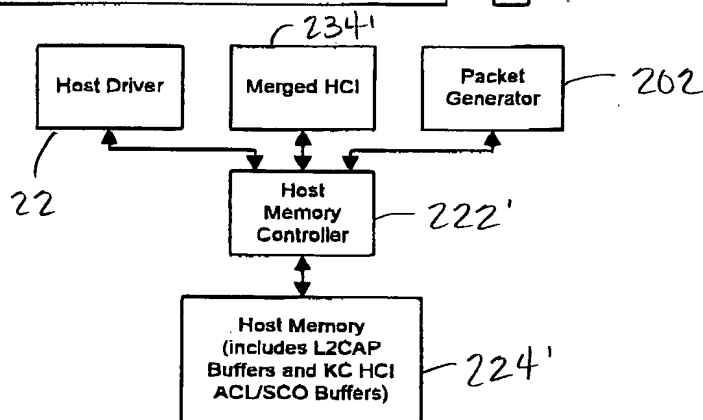 234'
Host Driver
Merged HCI
Packet
Generator
202
22
Host
Memory
Controller
222'
Host Memory
(includes L2CAP
Buffers and KC HCI
ACL/SCO Buffers)
224'